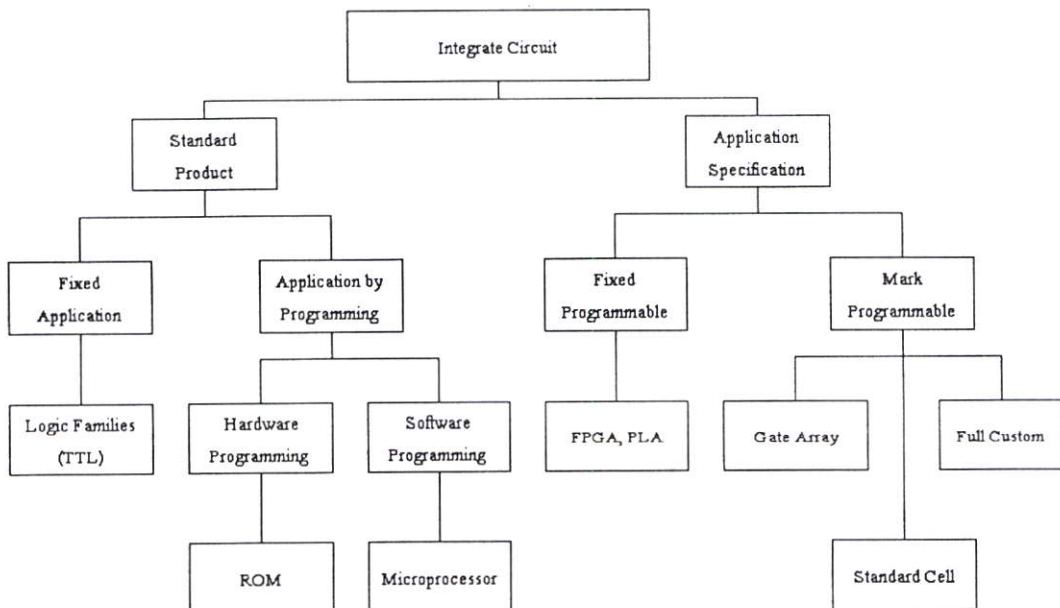 Integrate Circuit
Standard
Product
Application
Specification
Fixed
Application
Application by
Programming
Fixed
Programmable
Mark
Programmable
Logic Families
(TTL)
Hardware
Programming
Software
Programming
FPGA, PLA
Gate Array
Full Custom
ROM
Microprocessor
Standard Cell